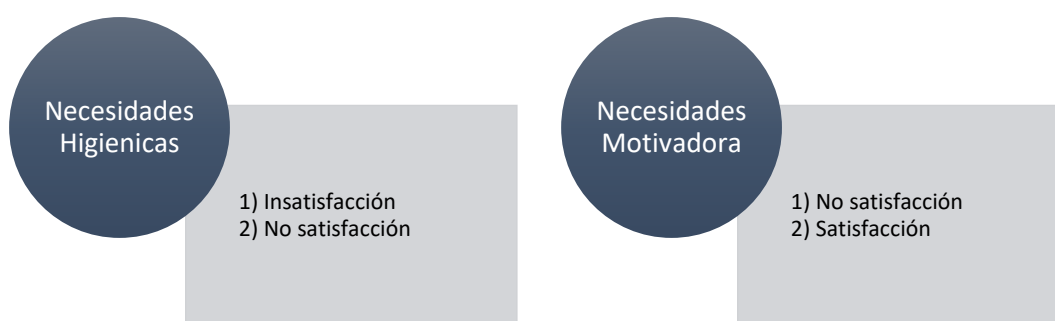 Necesidades
Higienicas
1) Insatisfacción
2) No satisfacción
Necesidades
Motivadora
1) No satisfacción
2) Satisfacción